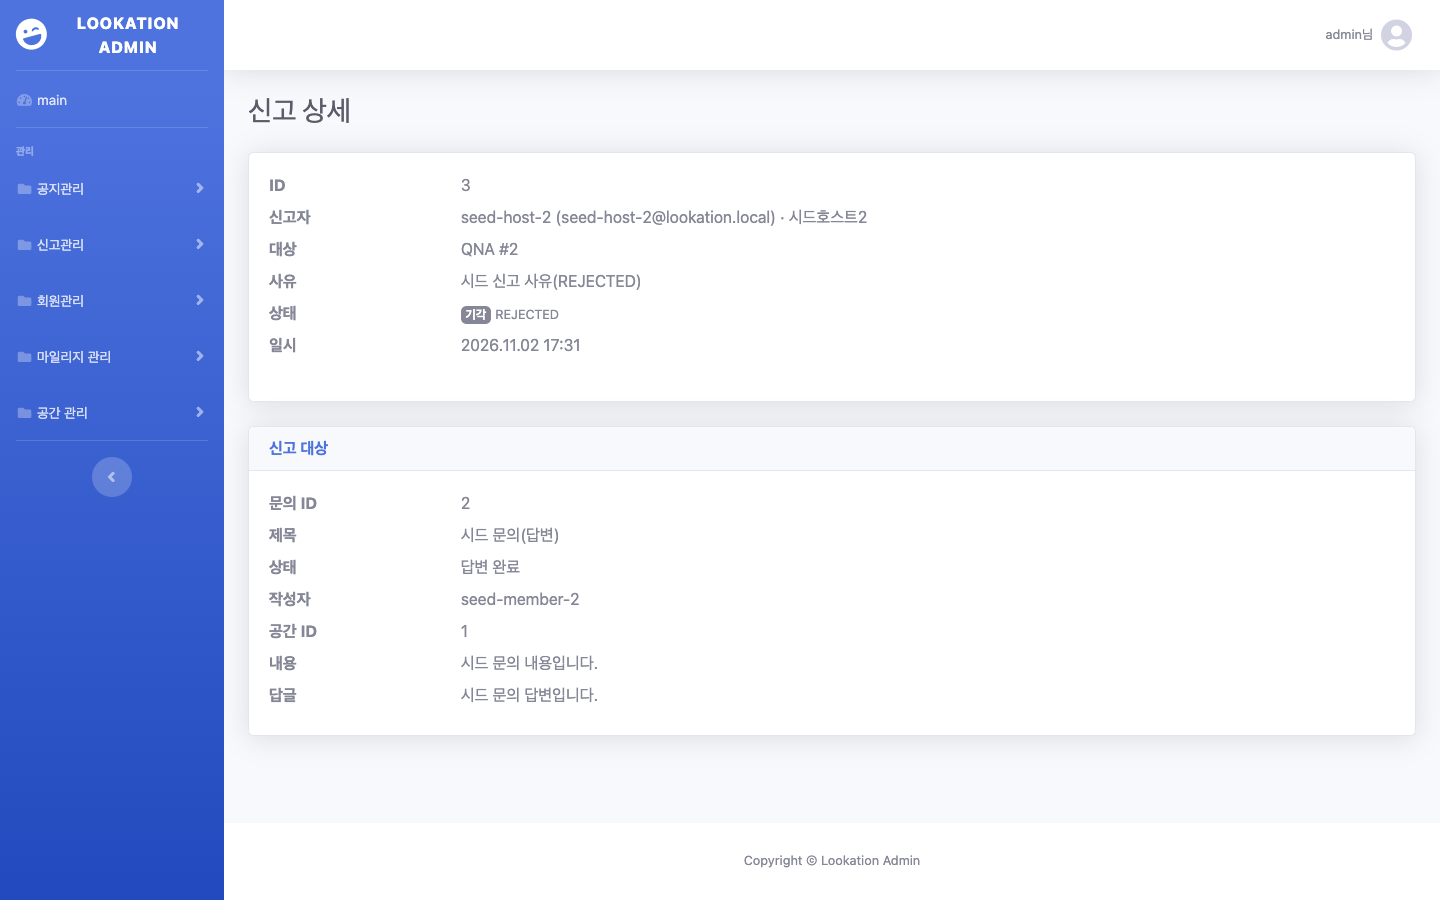 LOOKATION
ADMIN
admin님
main
관리
공지관리
신고관리
회원관리
마일리지 관리
공간 관리
신고 상세
ID 3
신고자 seed-host-2 (seed-host-2@lookation.local) · 시드호스트2
대상 QNA #2
사유 시드 신고 사유(REJECTED)
상태 기각 REJECTED
일시 2026.11.02 17:31
신고 대상
문의 ID 2
제목 시드 문의(답변)
상태 답변 완료
작성자 seed-member-2
공간 ID 1
내용 시드 문의 내용입니다.
답글 시드 문의 답변입니다.
Copyright © Lookation Admin